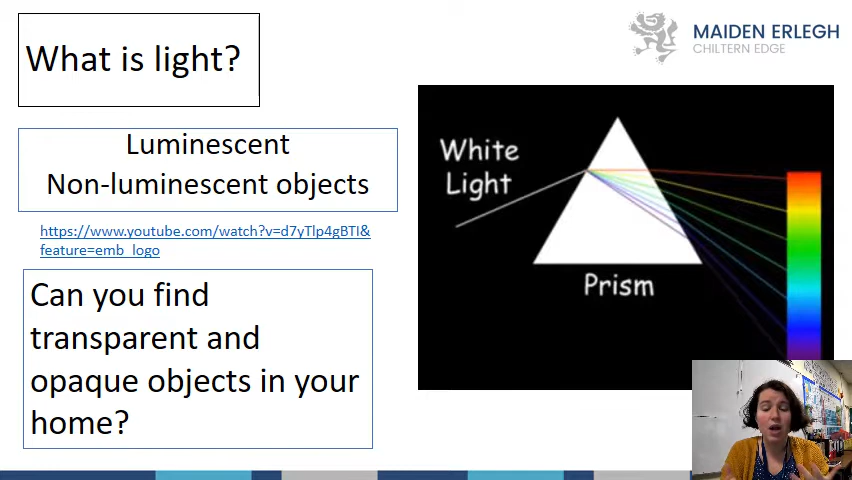 What is light?
MAIDEN ERLEGH
CHILTERN EDGE
Luminescent
Non-luminescent objects
https://www.youtube.com/watch?v=d7yTlp4gBTI&
feature=emb_logo
Can you find
transparent and
opaque objects in your
home?
White
Light
Prism